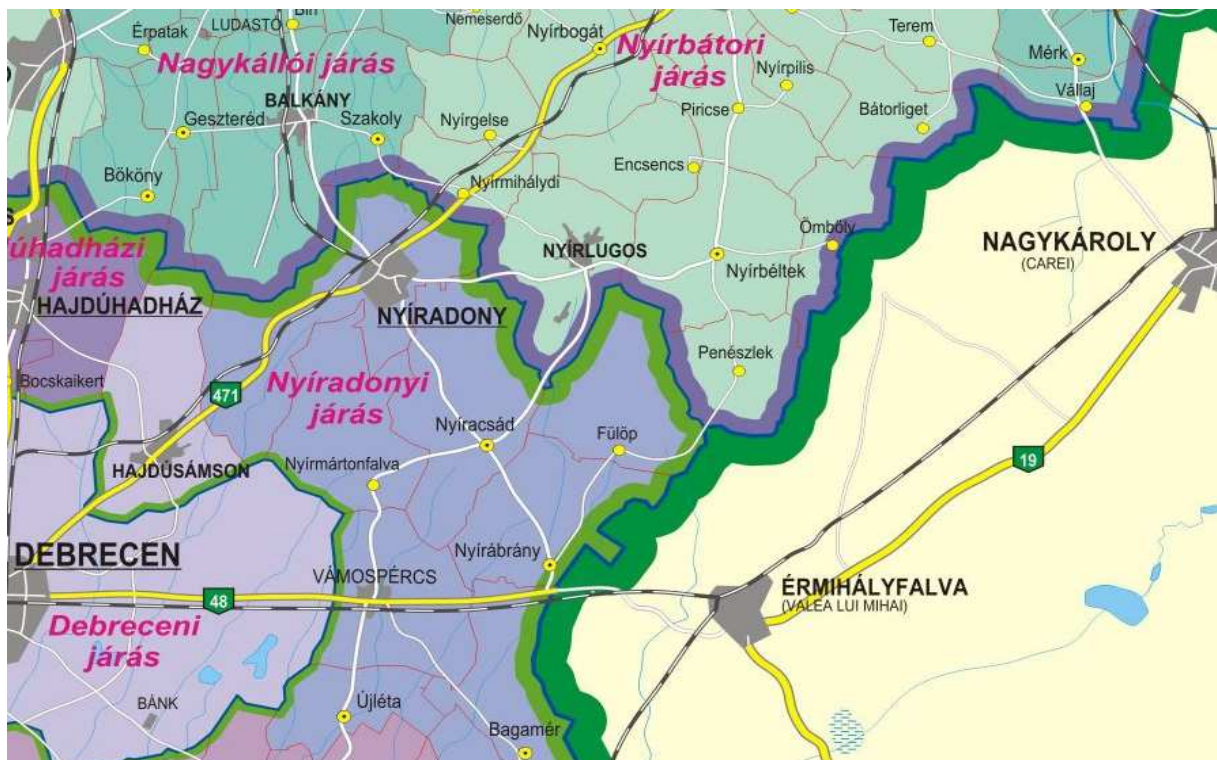 Érpatak
LUDASTÓ
Nemeserdő
Nyírbogát
Nyírbátori
járás
Terem
Mérk
Nagykállói járás
Nyírpilis
Vállaj
BALKÁNY
Geszteréd
Szakoly
Nyírgelse
Piricse
Bátorliget
Encsencs
Bököny
Nyírmihálydi
Ömböly
NYÍRLUGOS
Nyírbéltek
NAGYKÁROLY
(CAREI)
úhadházi
járás
HAJDÚHADHÁZ
NYÍRADONY
Penészlek
Bocskaikert
471
Nyíradonyi
járás
Nyíracsád
Fülöp
HAJDÚSÁMSON
Nyírmártonfalva
19
DEBRECEN
Nyírábrány
VÁMOSPÉRCS
ÉRMIHÁLYFALVA
(VALEA LUI MIHAI)
48
Debreceni
járás
BÁNK
Újléta
Bagamér